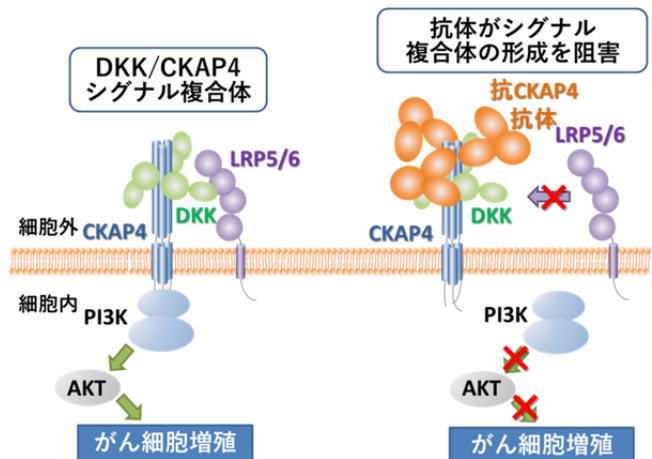 DKK/CKAP4
シグナル複合体
LRP5/6
DKK
細胞外
CKAP4
細胞内
PI3K
AKT
がん細胞増殖
抗体がシグナル
複合体の形成を阻害
抗CKAP4
抗体
LRP5/6
DKK
CKAP4
PI3K
AKT
がん細胞増殖